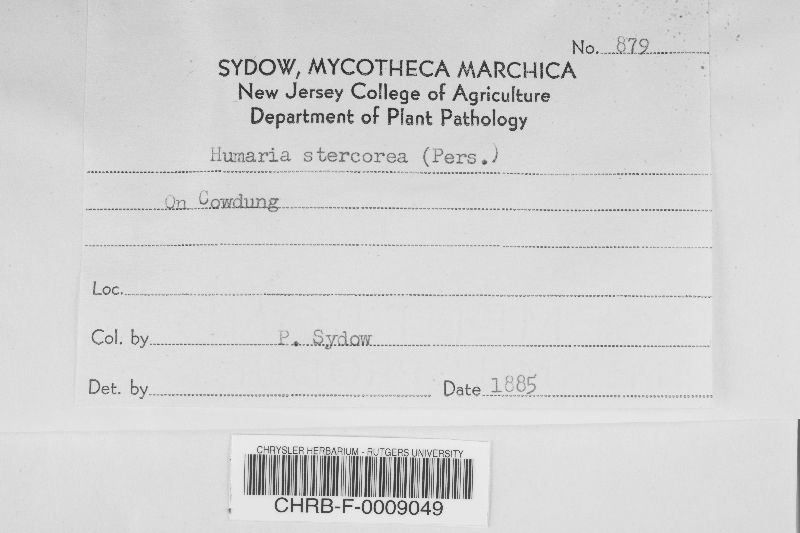 No. 879
SYDOW, MYCOTHECA MARCHICA
New Jersey College of Agriculture
Department of Plant Pathology
Humaria stercorea (Pers.)
On Cowdung
Loc.
Col. by P. Sydow
Det. by Date 1885
CHRYSLER HERBARIUM - RUTGERS UNIVERSITY
CHRB-F-0009049